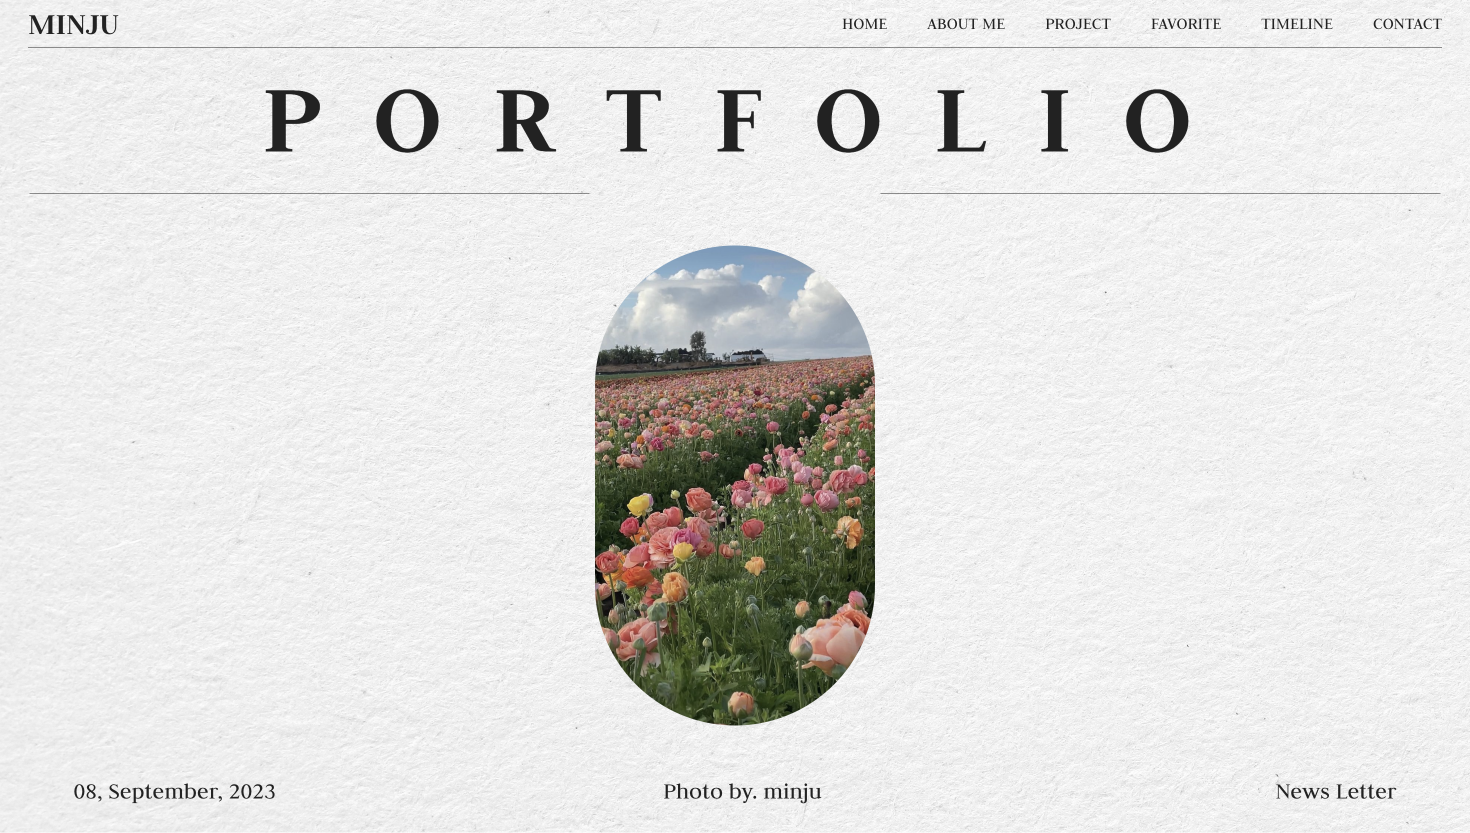 MINJU HOME ABOUT ME PROJECT FAVORITE TIMELINE CONTACT
PORTFOLIO
08, September, 2023 Photo by. minju News Letter